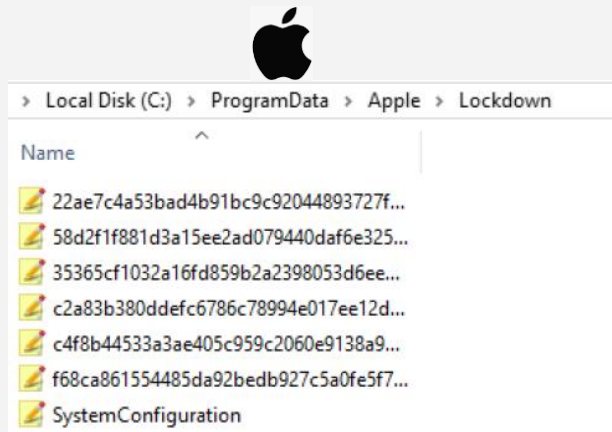 > Local Disk (C:) > ProgramData > Apple > Lockdown
Name
22ae7c4a53bad4b91bc9c92044893727f...
58d2f1f881d3a15ee2ad079440daf6e325...
35365cf1032a16fd859b2a2398053d6ee...
c2a83b380ddefc6786c78994e017ee12d...
c4f8b44533a3ae405c959c2060e9138a9...
f68ca861554485da92bedb927c5a0fe5f7...
SystemConfiguration